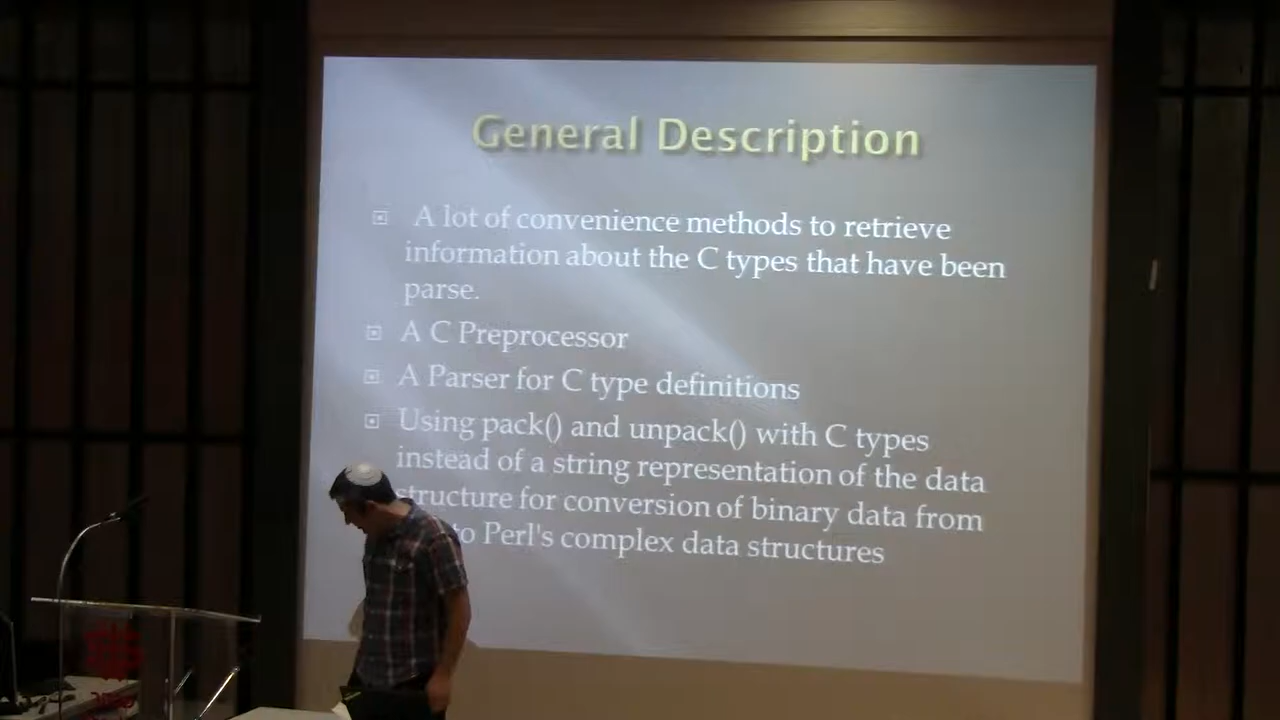 General Description
A lot of convenience methods to retrieve
information about the C types that have been
parse.
A C Preprocessor
A Parser for C type definitions
Using pack() and unpack() with C types
instead of a string representation of the data
structure for conversion of binary data from
to Perl's complex data structures